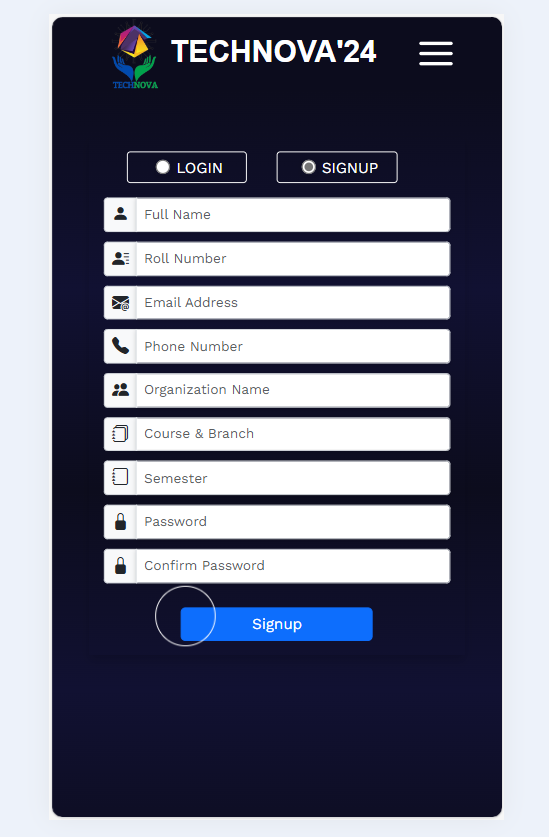 TECHNOVA'24
TECHNOVA
LOGIN SIGNUP
Full Name
Roll Number
Email Address
Phone Number
Organization Name
Course & Branch
Semester
Password
Confirm Password
Signup